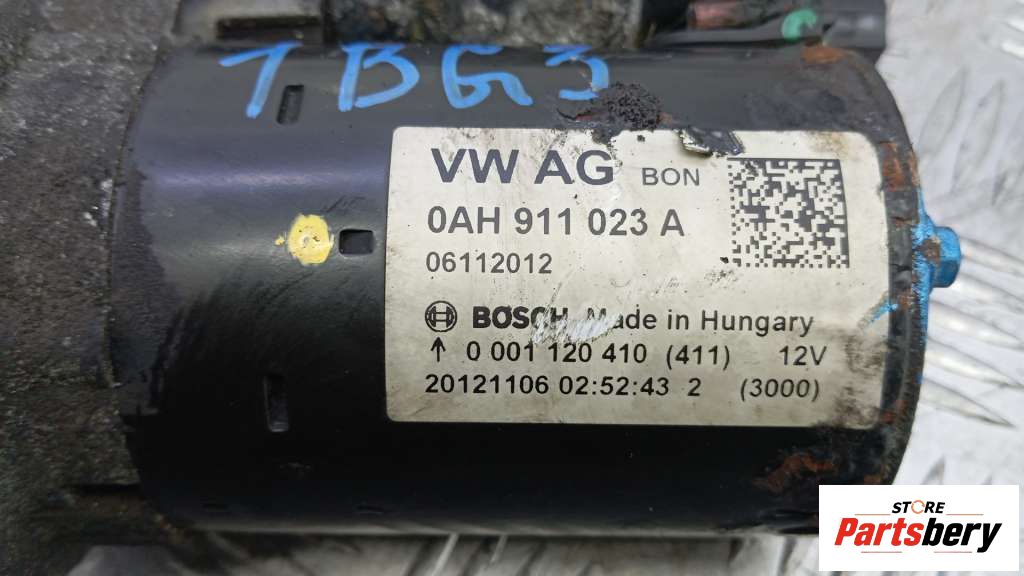 1BG3
VW AG BON
0AH 911 023 A
06112012
BOSCH Made in Hungary
↑ 0 001 120 410 (411) 12V
20121106 02:52:43 2 (3000)
STORE
Partsbery